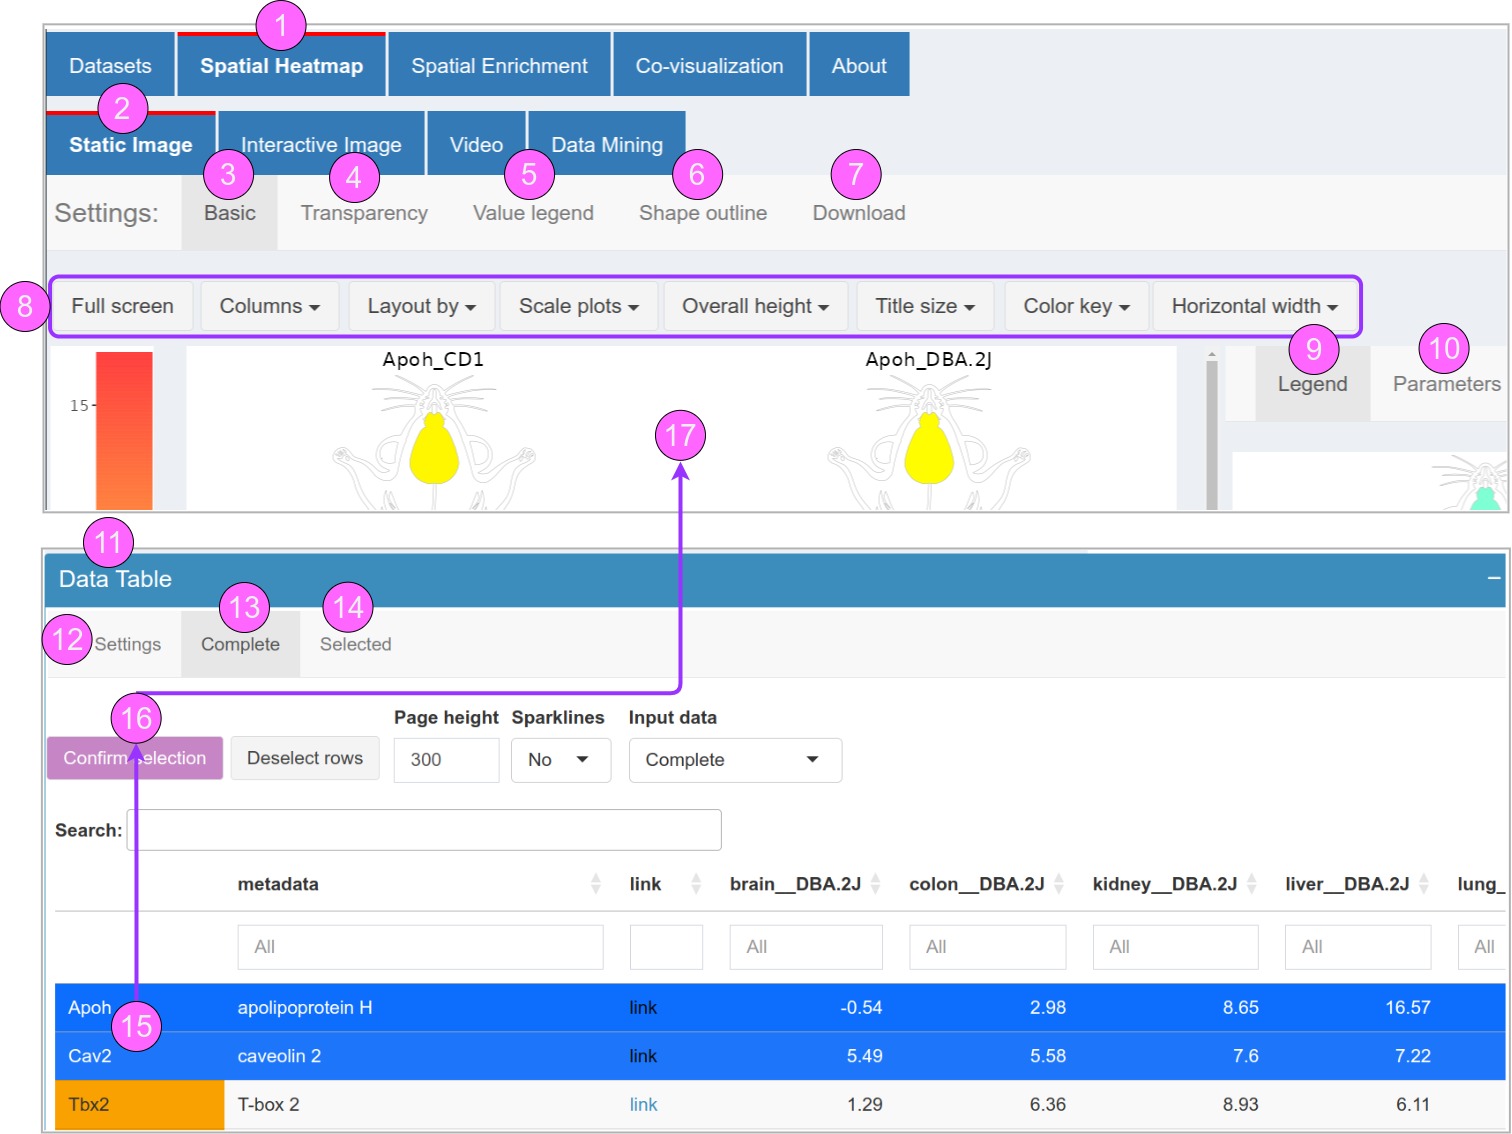 1
Datasets Spatial Heatmap Spatial Enrichment Co-visualization About
2
Static Image Interactive Image Video Data Mining
3 4 5 6 7
Settings: Basic Transparency Value legend Shape outline Download
8 Full screen Columns Layout by Scale plots Overall height Title size Color key Horizontal width
9 10
Apoh_CD1 Apoh_DBA.2J
Legend Parameters
15
17
11
Data Table
13 14
12 Settings Complete Selected
16 Page height Sparklines Input data
Confirm selection Deselect rows 300 No Complete
Search:
metadata link brain__DBA.2J colon__DBA.2J kidney__DBA.2J liver__DBA.2J lung_
All All All All All All
Apoh apolipoprotein H link -0.54 2.98 8.65 16.57
15
Cav2 caveolin 2 link 5.49 5.58 7.6 7.22
Tbx2 T-box 2 link 1.29 6.36 8.93 6.11